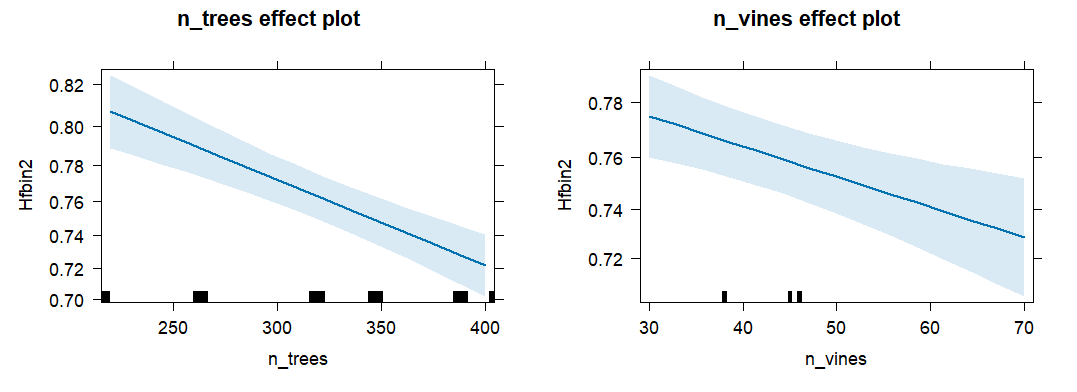 n_trees effect plot
Hfbin2
0.82
0.80
0.78
0.76
0.74
0.72
0.70
250 300 350 400
n_trees
n_vines effect plot
Hfbin2
0.78
0.76
0.74
0.72
30 40 50 60 70
n_vines